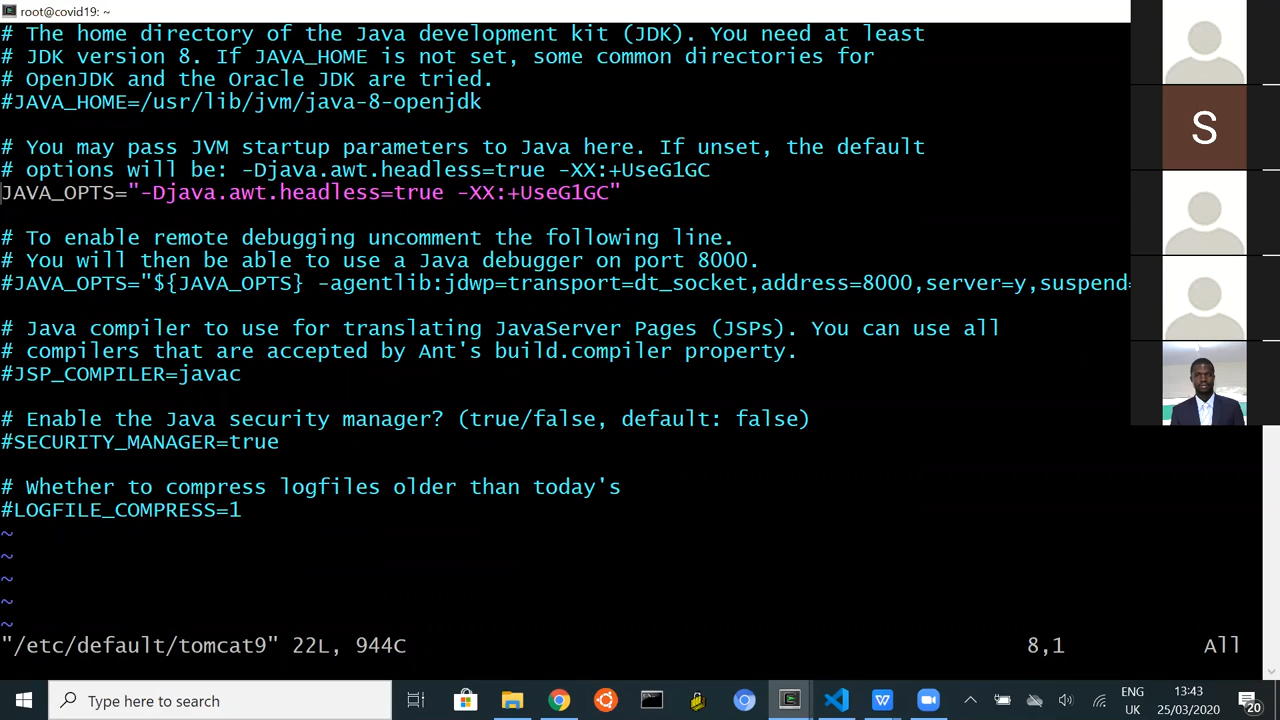 root@covid19: ~
# The home directory of the Java development kit (JDK). You need at least
# JDK version 8. If JAVA_HOME is not set, some common directories for
# OpenJDK and the Oracle JDK are tried.
#JAVA_HOME=/usr/lib/jvm/java-8-openjdk
# You may pass JVM startup parameters to Java here. If unset, the default
# options will be: -Djava.awt.headless=true -XX:+UseG1GC
JAVA_OPTS="-Djava.awt.headless=true -XX:+UseG1GC"
# To enable remote debugging uncomment the following line.
# You will then be able to use a Java debugger on port 8000.
#JAVA_OPTS="${JAVA_OPTS} -agentlib:jdwp=transport=dt_socket,address=8000,server=y,suspend=
# Java compiler to use for translating JavaServer Pages (JSPs). You can use all
# compilers that are accepted by Ant's build.compiler property.
#JSP_COMPILER=javac
# Enable the Java security manager? (true/false, default: false)
#SECURITY_MANAGER=true
# Whether to compress logfiles older than today's
#LOGFILE_COMPRESS=1
~
~
~
~
~
"/etc/default/tomcat9" 22L, 944C 8,1 All
S
Type here to search
ENG
UK
13:43
25/03/2020
20